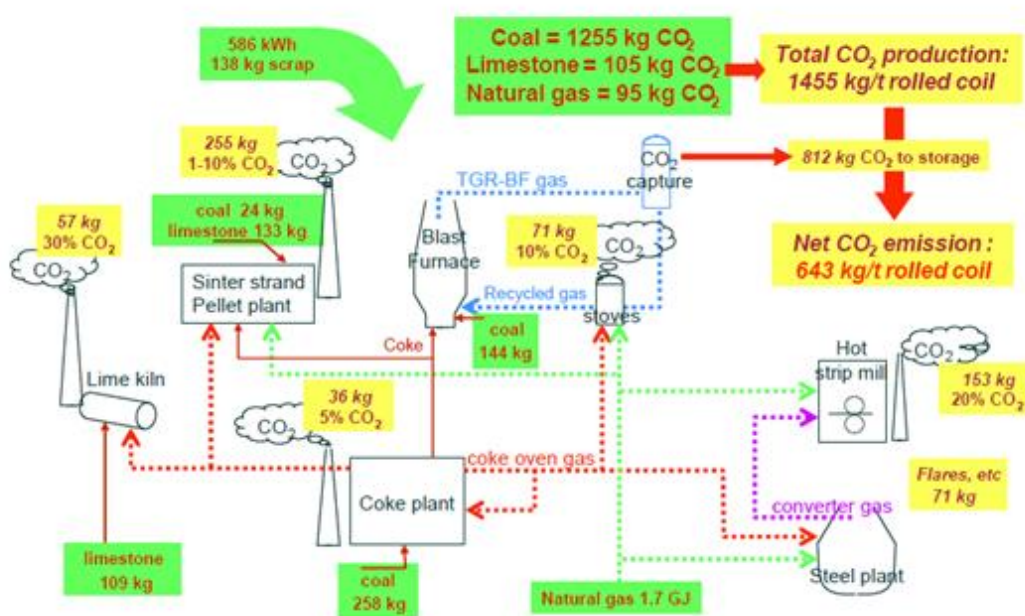 586 kWh
138 kg scrap
Coal = 1255 kg CO₂
Limestone = 105 kg CO₂
Natural gas = 95 kg CO₂
Total CO₂ production:
1455 kg/t rolled coil
812 kg CO₂ to storage
Net CO₂ emission :
643 kg/t rolled coil
255 kg
1-10% CO₂
CO₂
coal 24 kg
limestone 133 kg
Sinter strand
Pellet plant
57 kg
30% CO₂
CO₂
Lime kiln
limestone
109 kg
TGR-BF gas
CO₂
capture
Blast
Furnace
71 kg
10% CO₂
CO₂
Recycled gas
stoves
coal
144 kg
Coke
36 kg
5% CO₂
CO₂
coke oven gas
Coke plant
coal
258 kg
Hot
strip mill
CO₂
153 kg
20% CO₂
Flares, etc
71 kg
converter gas
Steel plant
Natural gas 1.7 GJ